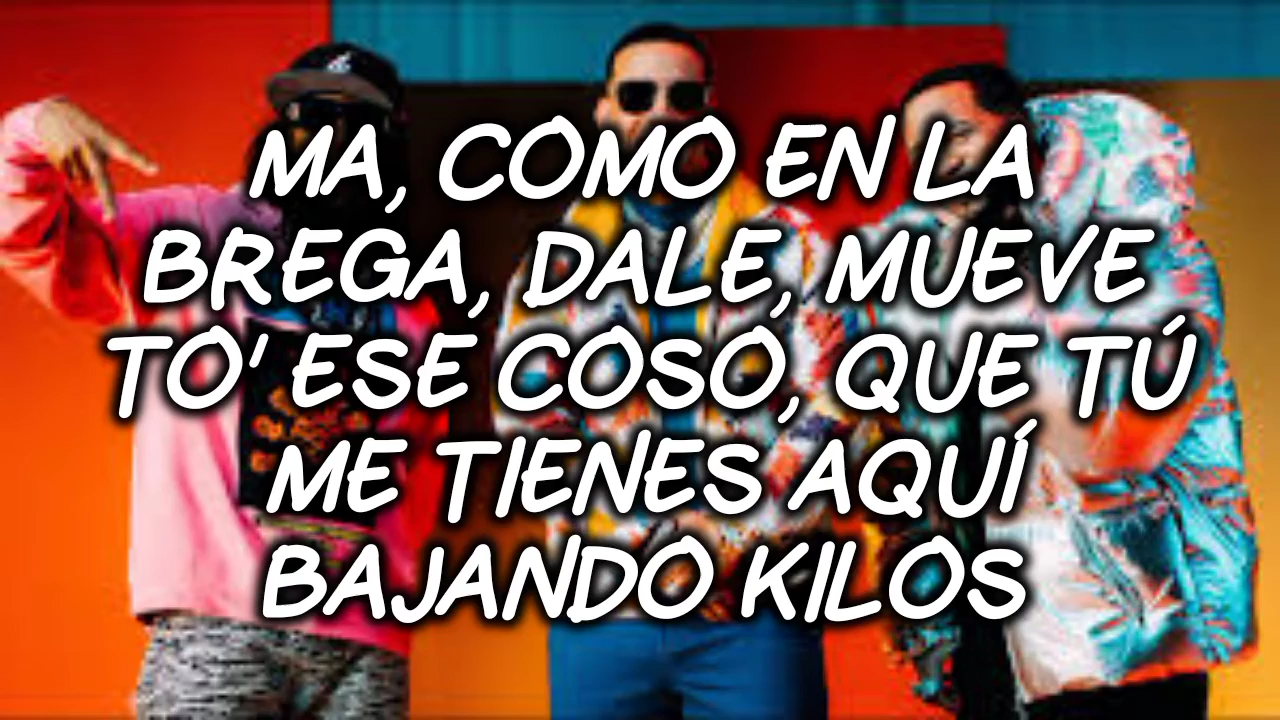 MA, COMO EN LA
BREGA, DALE, MUEVE
TO' ESE COSO, QUE TÚ
ME TIENES AQUÍ
BAJANDO KILOS